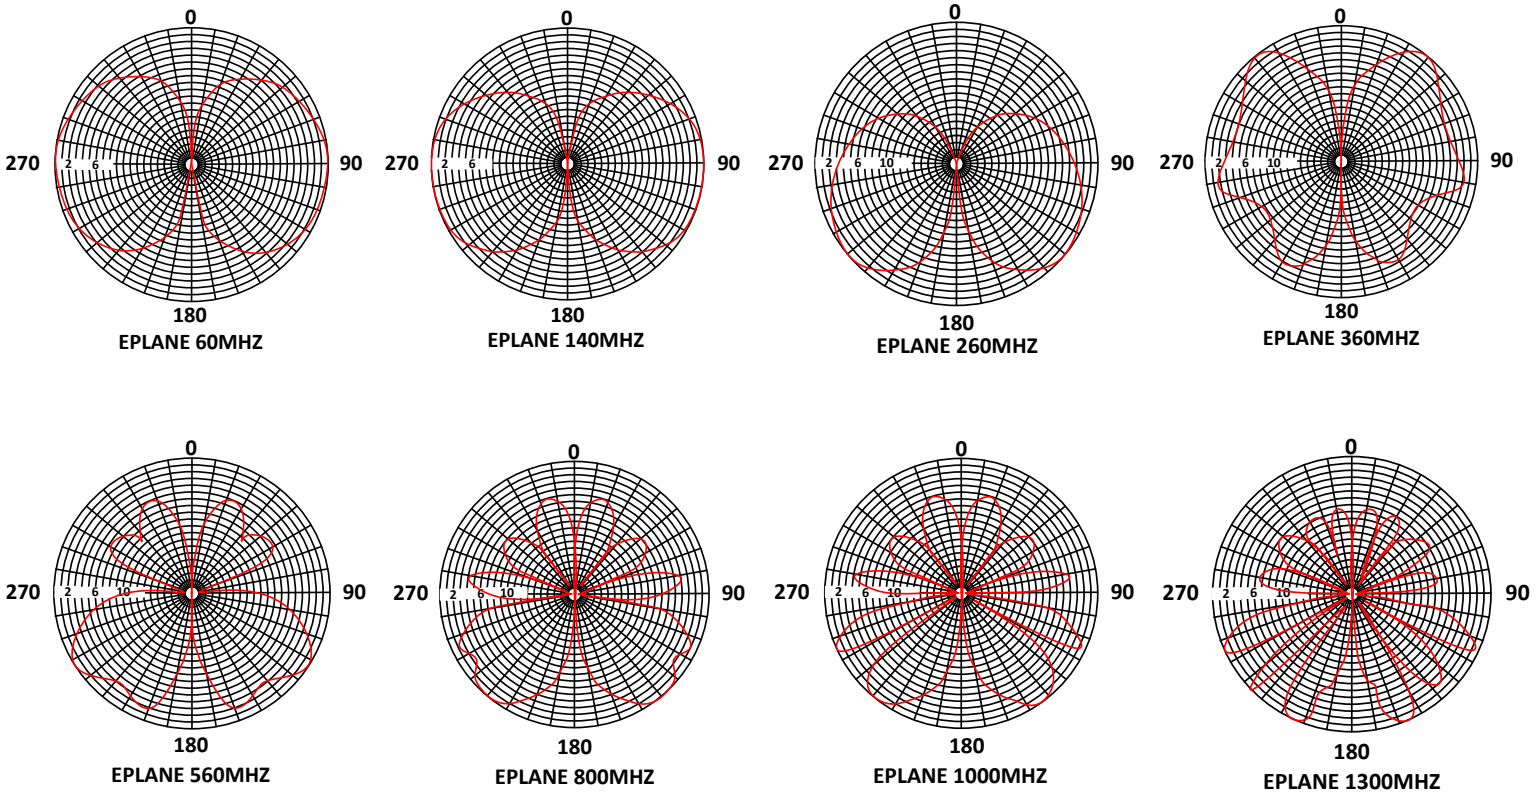 0
270 2 6 90
180
EPLANE 60MHZ
0
270 2 6 90
180
EPLANE 140MHZ
0
270 2 6 10 90
180
EPLANE 260MHZ
0
270 2 6 10 90
180
EPLANE 360MHZ
0
270 2 6 10 90
180
EPLANE 560MHZ
0
270 2 6 10 90
180
EPLANE 800MHZ
0
270 2 6 10 90
180
EPLANE 1000MHZ
0
270 2 6 10 90
180
EPLANE 1300MHZ